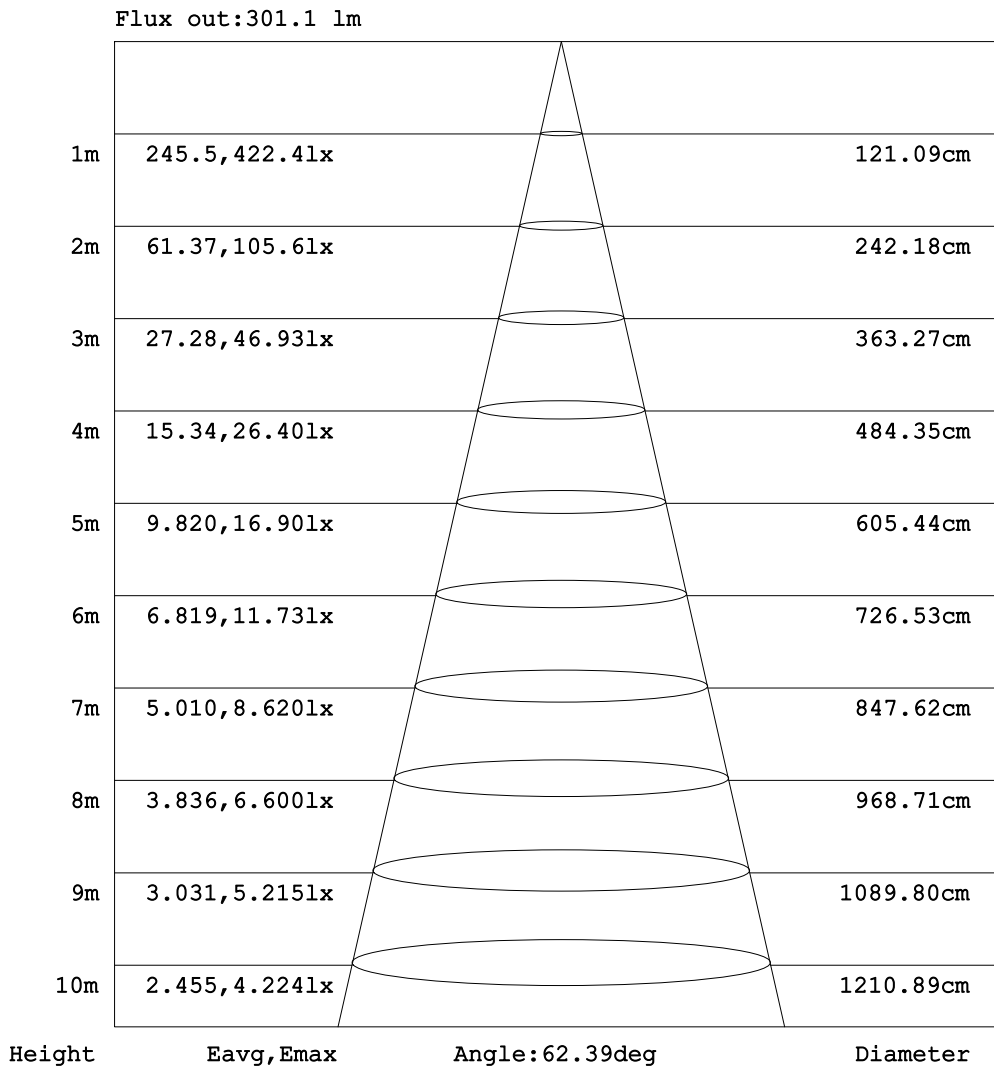 Flux out:301.1 lm
1m 245.5,422.4lx 121.09cm
2m 61.37,105.6lx 242.18cm
3m 27.28,46.93lx 363.27cm
4m 15.34,26.40lx 484.35cm
5m 9.820,16.90lx 605.44cm
6m 6.819,11.73lx 726.53cm
7m 5.010,8.620lx 847.62cm
8m 3.836,6.600lx 968.71cm
9m 3.031,5.215lx 1089.80cm
10m 2.455,4.224lx 1210.89cm
Height Eavg,Emax Angle:62.39deg Diameter